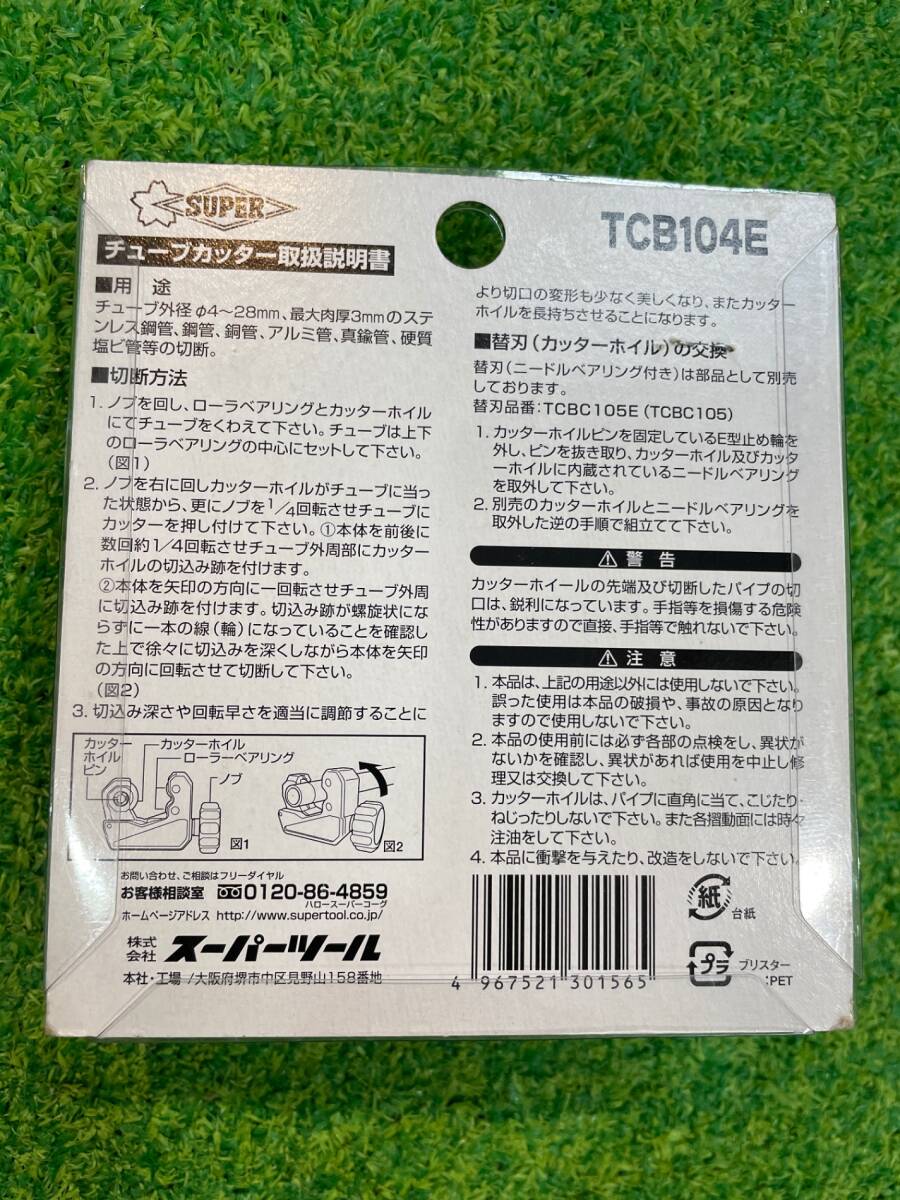 SUPER
TCB104E
チューブカッター取扱説明書
■用　途
チューブ外径φ4〜28mm、最大肉厚3mmのステ
ンレス鋼管、鋼管、銅管、アルミ管、真鍮管、硬質
塩ビ管等の切断。
■切断方法
1. ノブを回し、ローラベアリングとカッターホイル
にてチューブをくわえて下さい。チューブは上下
のローラベアリングの中心にセットして下さい。
(図1)
2. ノブを右に回しカッターホイルがチューブに当っ
た状態から、更にノブを1/4回転させチューブに
カッターを押し付けて下さい。①本体を前後に
数回約1/4回転させチューブ外周部にカッター
ホイルの切込み跡を付けます。
②本体を矢印の方向に一回転させチューブ外周
に切込み跡を付けます。切込み跡が螺旋状にな
らずに一本の線（輪）になっていることを確認し
た上で徐々に切込みを深くしながら本体を矢印
の方向に回転させて切断して下さい。
(図2)
3. 切込み深さや回転早さを適当に調節することに
カッター
ホイル
ピン
カッターホイル
ローラーベアリング
ノブ
図1
図2
お問い合わせ、ご相談はフリーダイヤル
お客様相談室 0120-86-4859
ハロースーパーコーグ
ホームページアドレス http://www.supertool.co.jp/
株式
会社 スーパーツール
本社・工場 /大阪府堺市中区見野山158番地
より切口の変形も少なく美しくなり、またカッター
ホイルを長持ちさせることになります。
■替刃（カッターホイル）の交換
替刃(ニードルベアリング付き)は部品として別売
しております。
替刃品番：TCBC105E (TCBC105)
1. カッターホイルピンを固定しているE型止め輪を
外し、ピンを抜き取り、カッターホイル及びカッタ
ーホイルに内蔵されているニードルベアリング
を取外して下さい。
2. 別売のカッターホイルとニードルベアリングを
取外した逆の手順で組立てて下さい。
⚠ 警 告
カッターホイールの先端及び切断したパイプの切
口は、鋭利になっています。手指等を損傷する危険
性がありますので直接、手指等で触れないで下さい。
⚠ 注 意
1. 本品は、上記の用途以外には使用しないで下さい。
誤った使用は本品の破損や、事故の原因となり
ますので使用しないで下さい。
2. 本品の使用前には必ず各部の点検をし、異状が
ないかを確認し、異状があれば使用を中止し修
理又は交換して下さい。
3. カッターホイルは、パイプに直角に当て、こじたり・
ねじったりしないで下さい。また各摺動面には時々
注油をして下さい。
4. 本品に衝撃を与えたり、改造をしないで下さい。
4 967521 301565
紙
台紙
プラ
ブリスター
:PET